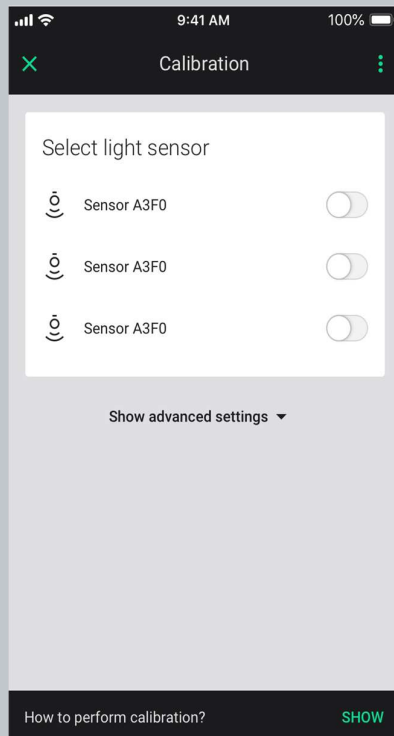 9:41 AM
100%
Calibration
Select light sensor
Sensor A3F0
Sensor A3F0
Sensor A3F0
Show advanced settings
How to perform calibration?
SHOW